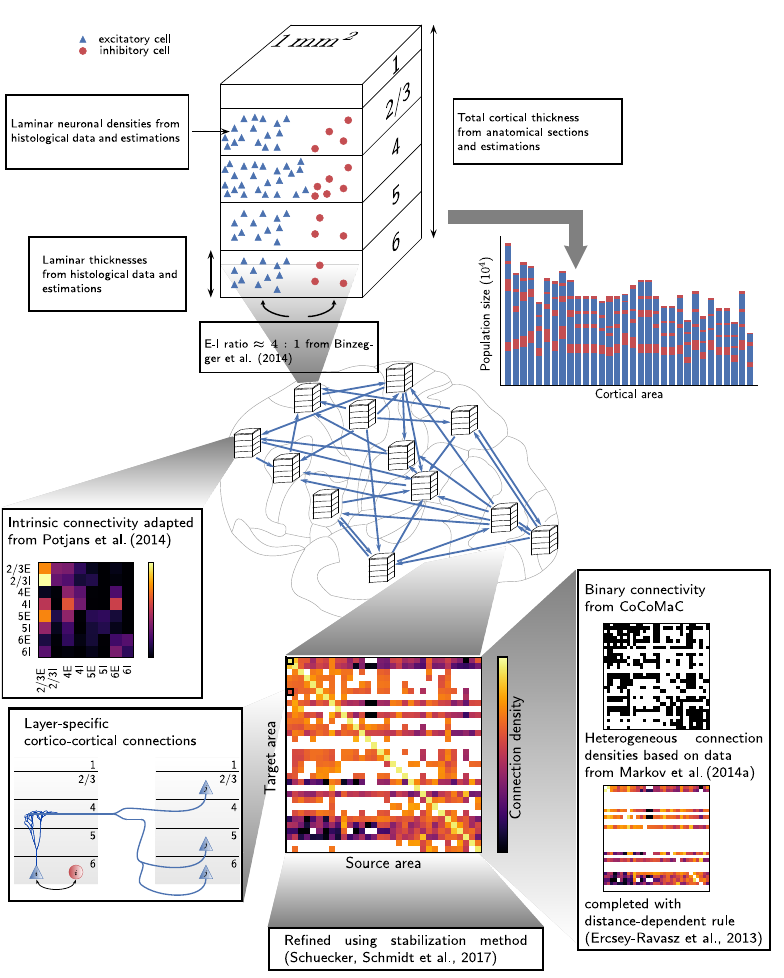 excitatory cell
inhibitory cell
1 mm 2
1
2/3
4
5
6
Laminar neuronal densities from
histological data and estimations
Total cortical thickness
from anatomical sections
and estimations
Laminar thicknesses
from histological data and
estimations
E-I ratio ≈ 4 : 1 from Binzeg-
ger et al. (2014)
Population size (10⁴)
Cortical area
Intrinsic connectivity adapted
from Potjans et al. (2014)
2/3E
2/3I
4E
4I
5E
5I
6E
6I
2/3E
2/3I
4E
4I
5E
5I
6E
6I
Layer-specific
cortico-cortical connections
1
2/3
4
5
6
1
2/3
4
5
6
i
Target area
Source area
Connection density
Binary connectivity
from CoCoMaC
Heterogeneous connection
densities based on data
from Markov et al. (2014a)
completed with
distance-dependent rule
(Ercsey-Ravasz et al., 2013)
Refined using stabilization method
(Schuecker, Schmidt et al., 2017)